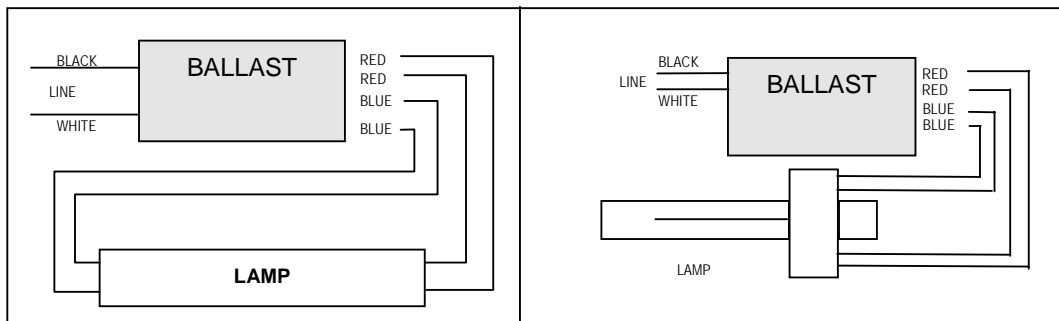 BLACK
LINE
WHITE
BALLAST
RED
RED
BLUE
BLUE
LAMP
BLACK
LINE
WHITE
BALLAST
RED
RED
BLUE
BLUE
LAMP